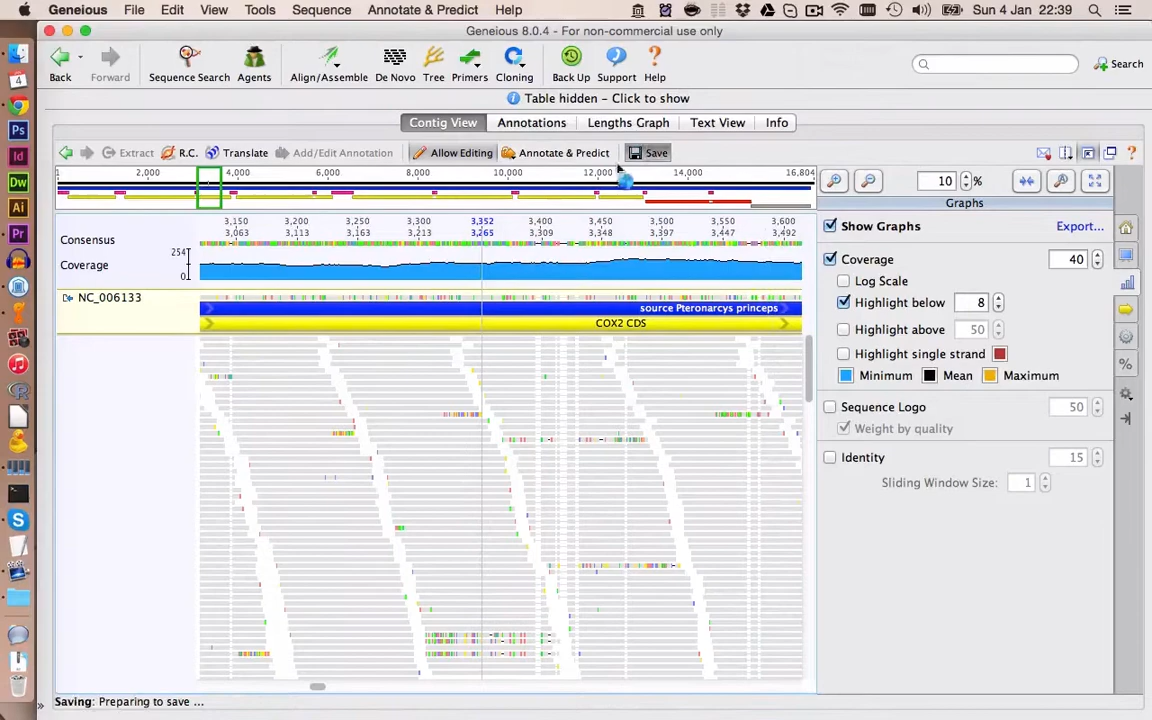 Geneious File Edit View Tools Sequence Annotate & Predict Help Sun 4 Jan 22:39
Geneious 8.0.4 - For non-commercial use only
Back Forward Sequence Search Agents Align/Assemble De Novo Tree Primers Cloning Back Up Support Help Search
Table hidden - Click to show
Contig View Annotations Lengths Graph Text View Info
Extract R.C. Translate Add/Edit Annotation Allow Editing Annotate & Predict Save
1 2,000 4,000 6,000 8,000 10,000 12,000 14,000 16,804
10 %
Graphs
3,150 3,200 3,250 3,300 3,352 3,400 3,450 3,500 3,550 3,600
3,063 3,113 3,163 3,213 3,265 3,309 3,348 3,398 3,447 3,492
Consensus
254
Coverage
0
NC_006133
source Pteronarcys princeps
COX2 CDS
Show Graphs Export...
Coverage 40
Log Scale
Highlight below 8
Highlight above 50
Highlight single strand
Minimum Mean Maximum
Sequence Logo 50
Weight by quality
Identity 15
Sliding Window Size: 1
Saving: Preparing to save ...
4
Ps
Id
Dw
Ai
Pr
R
S
%